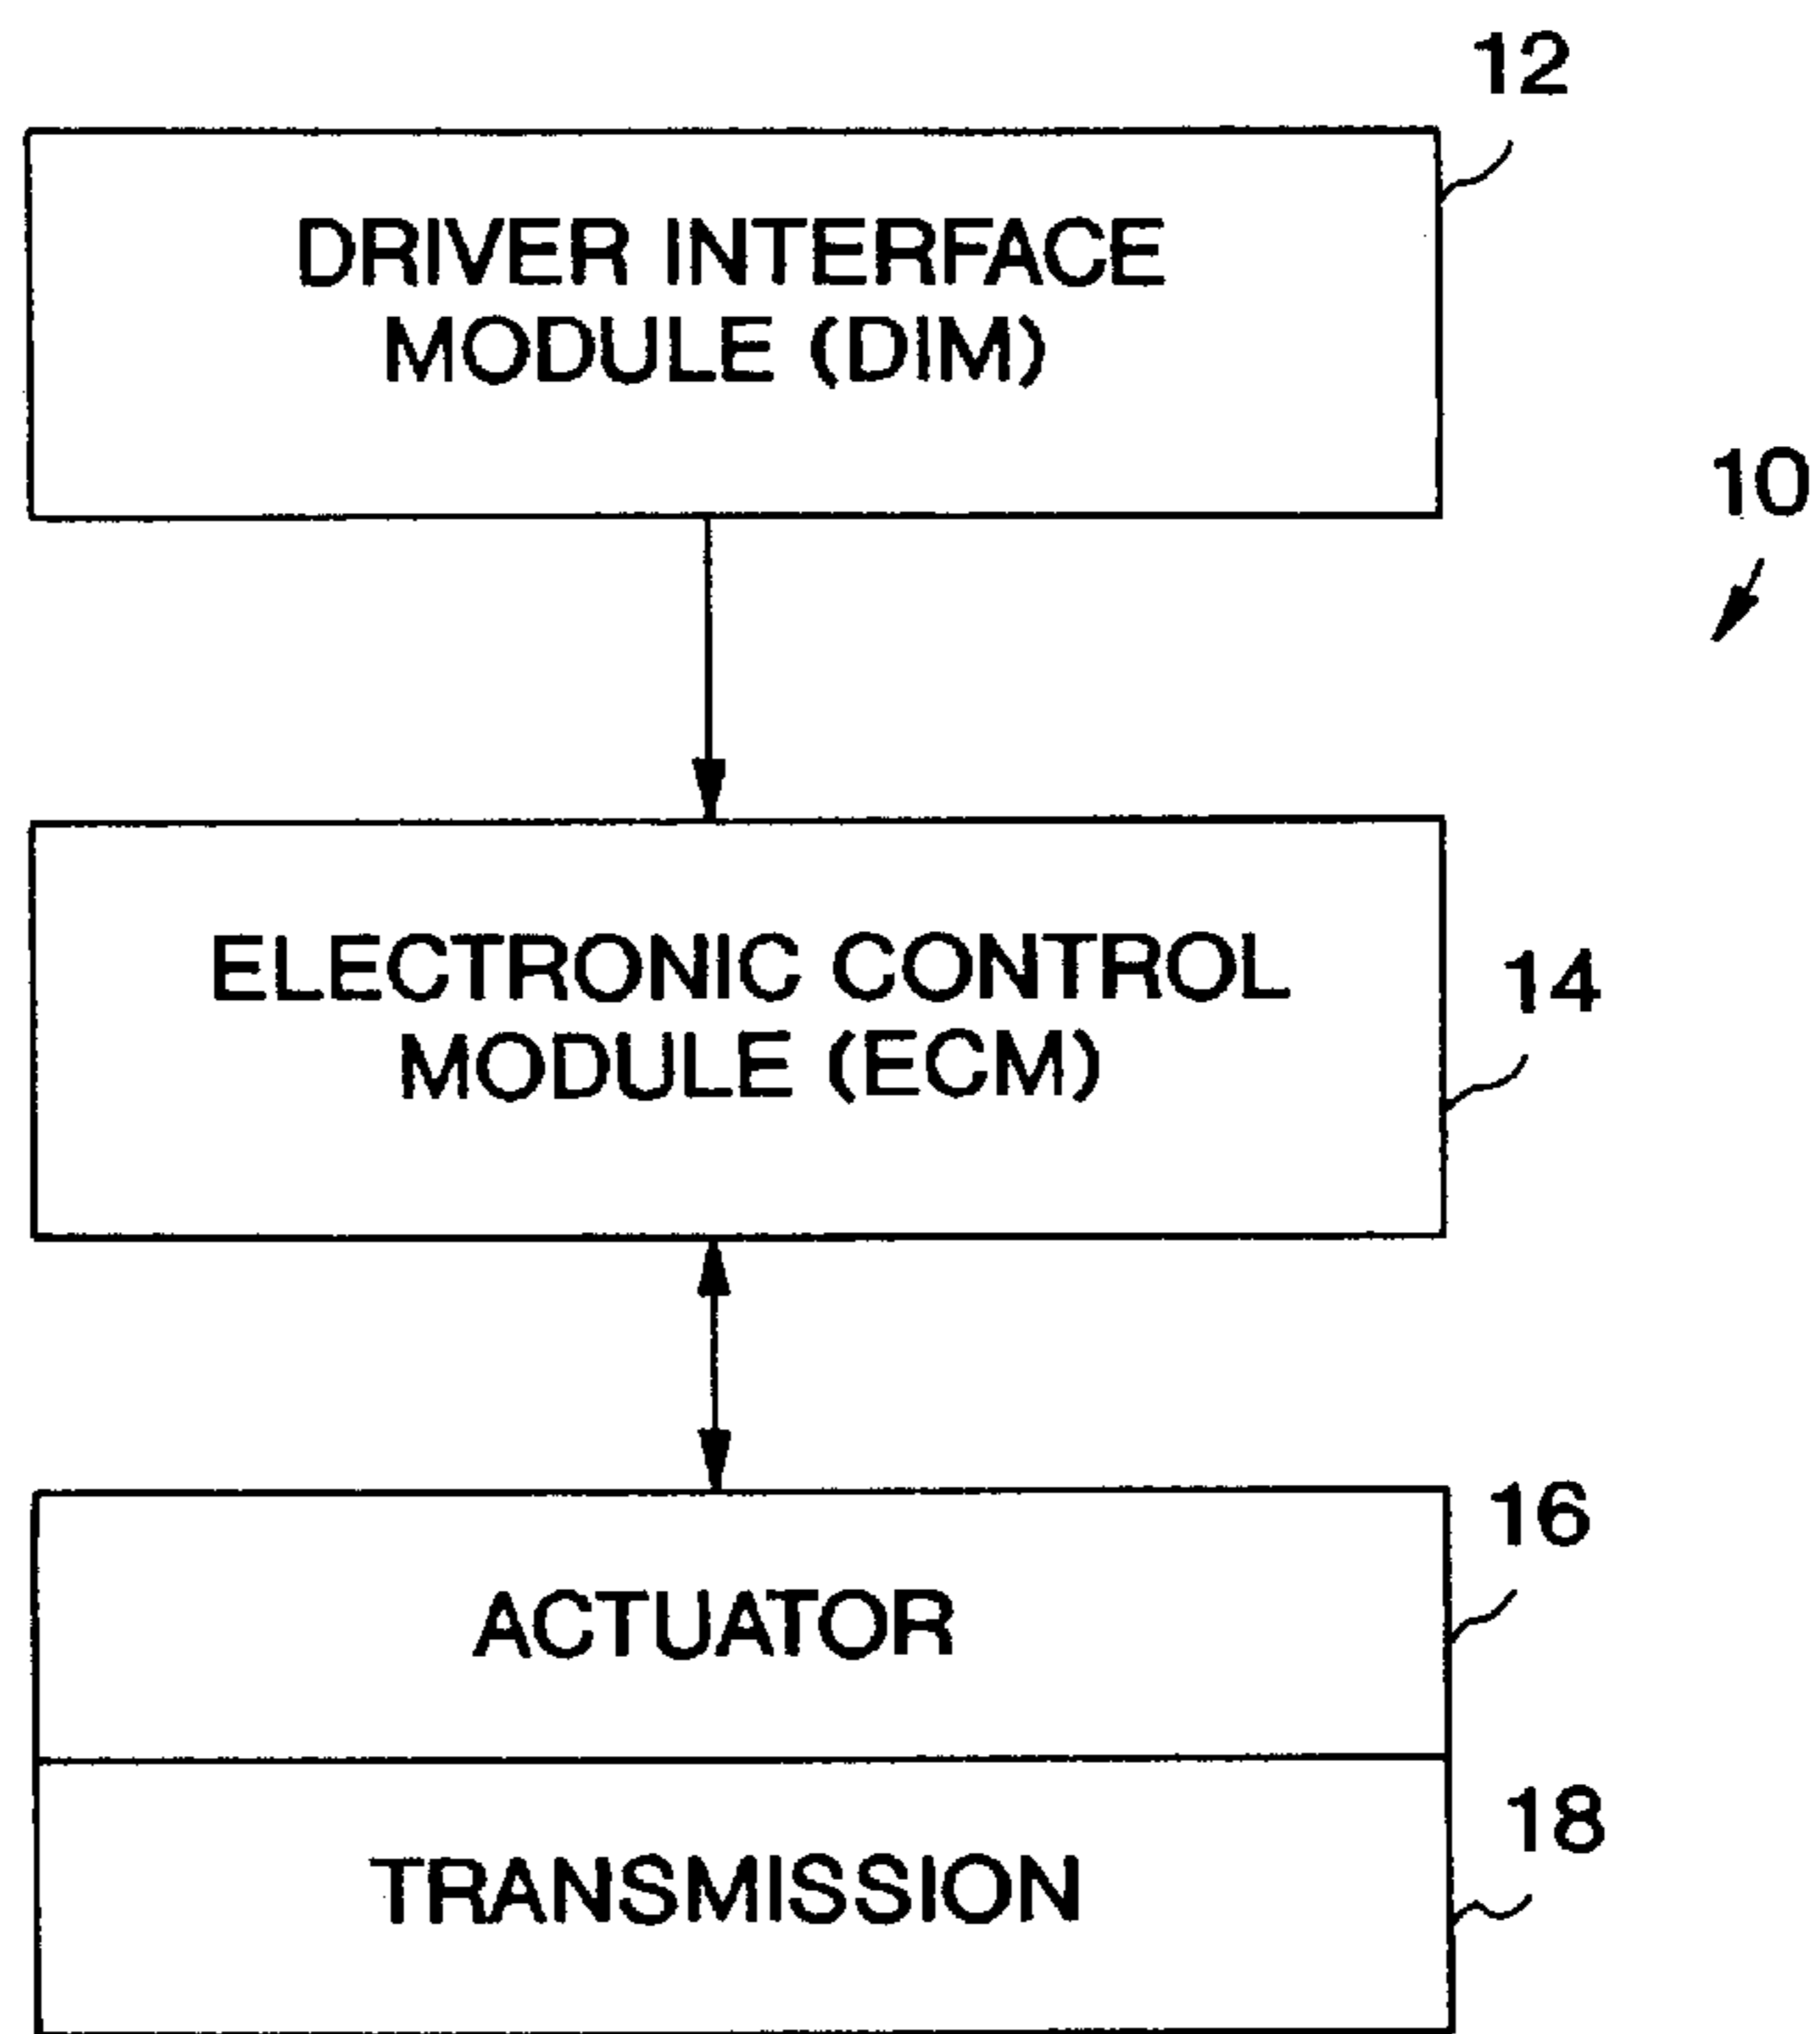 12
DRIVER INTERFACE
MODULE (DIM)
10
ELECTRONIC CONTROL
MODULE (ECM)
14
ACTUATOR
16
TRANSMISSION
18